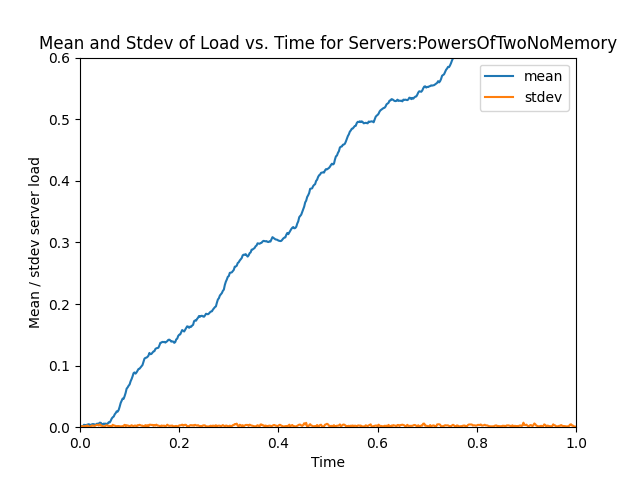 Mean and Stdev of Load vs. Time for Servers:PowersOfTwoNoMemory
0.6
0.5
0.4
0.3
0.2
0.1
0.0
Mean / stdev server load
mean
stdev
0.0 0.2 0.4 0.6 0.8 1.0
Time